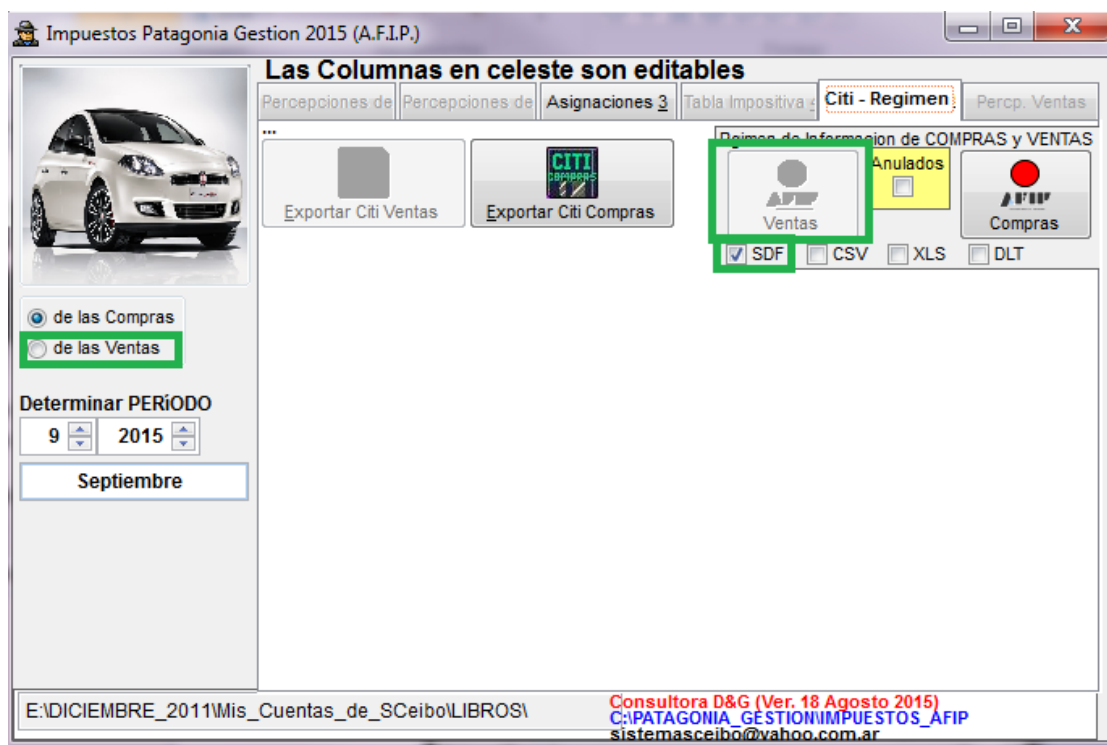 Impuestos Patagonia Gestion 2015 (A.F.I.P.)
Las Columnas en celeste son editables
Percepciones de Percepciones de Asignaciones 3 Tabla Impositiva 4 Citi - Regimen Percp. Ventas
...
Rgimen de Informacion de COMPRAS y VENTAS
Anulados
CITI
COMPRAS
AFIP
AFIP
Exportar Citi Ventas Exportar Citi Compras Ventas Compras
SDF CSV XLS DLT
de las Compras
de las Ventas
Determinar PERíODO
9 2015
Septiembre
E:\DICIEMBRE_2011\Mis_Cuentas_de_SCeibo\LIBROS\
Consultora D&G (Ver. 18 Agosto 2015)
C:\PATAGONIA_GESTION\IMPUESTOS_AFIP
sistemasceibo@yahoo.com.ar